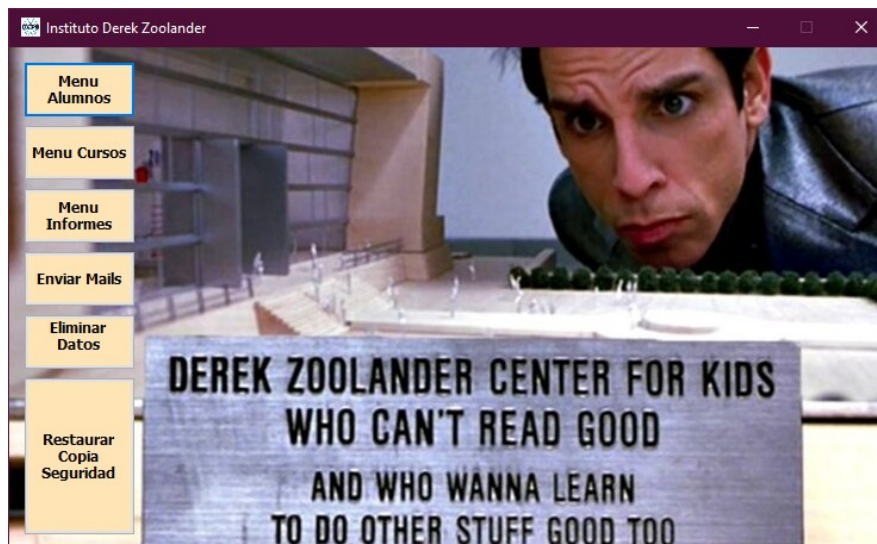 Instituto Derek Zoolander
Menu
Alumnos
Menu Cursos
Menu
Informes
Enviar Mails
Eliminar
Datos
Restaurar
Copia
Seguridad
DEREK ZOOLANDER CENTER FOR KIDS
WHO CAN'T READ GOOD
AND WHO WANNA LEARN
TO DO OTHER STUFF GOOD TOO